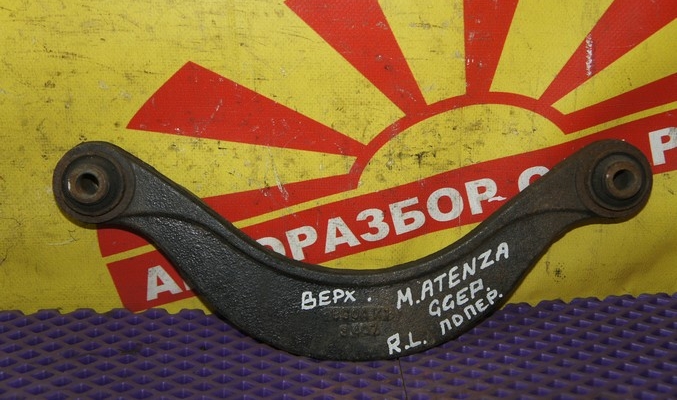 АВТОРАЗБОР С
Р
ВЕРХ. M.ATENZA
GGEP.
R.L. ПОПЕР.